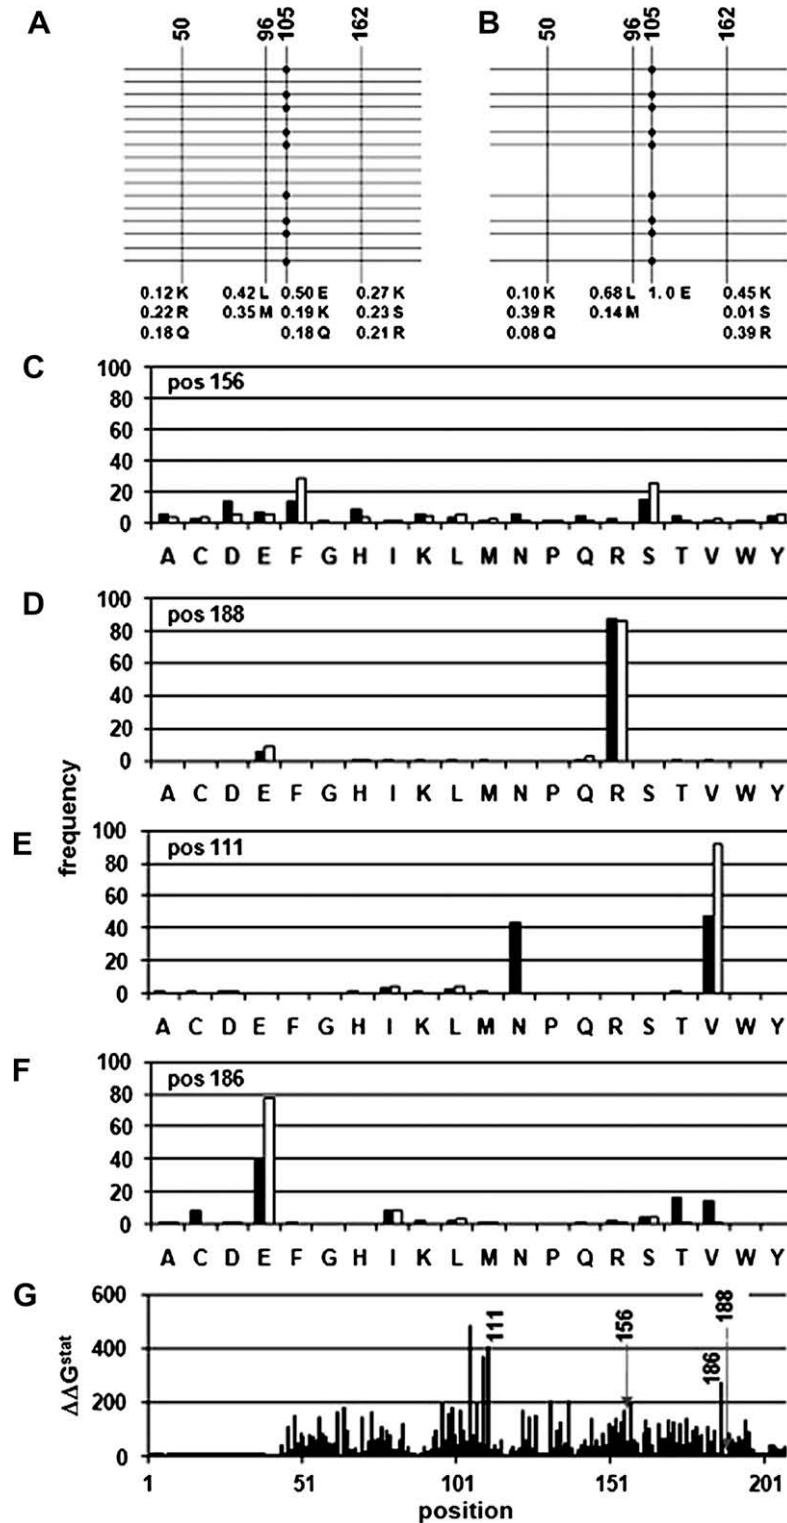 A B
50 96 105 162 50 96 105 162
0.12 K 0.42 L 0.50 E 0.27 K 0.10 K 0.68 L 1. 0 E 0.45 K
0.22 R 0.35 M 0.19 K 0.23 S 0.39 R 0.14 M 0.01 S
0.18 Q 0.18 Q 0.21 R 0.08 Q 0.39 R
C
pos 156
100
80
60
40
20
0
A C D E F G H I K L M N P Q R S T V W Y
D
pos 188
100
80
60
40
20
0
A C D E F G H I K L M N P Q R S T V W Y
frequency
E
pos 111
100
80
60
40
20
0
A C D E F G H I K L M N P Q R S T V W Y
F
pos 186
100
80
60
40
20
0
A C D E F G H I K L M N P Q R S T V W Y
G
ΔΔGstat
600
400
200
0
111 156 186 188
1 51 101 151 201
position